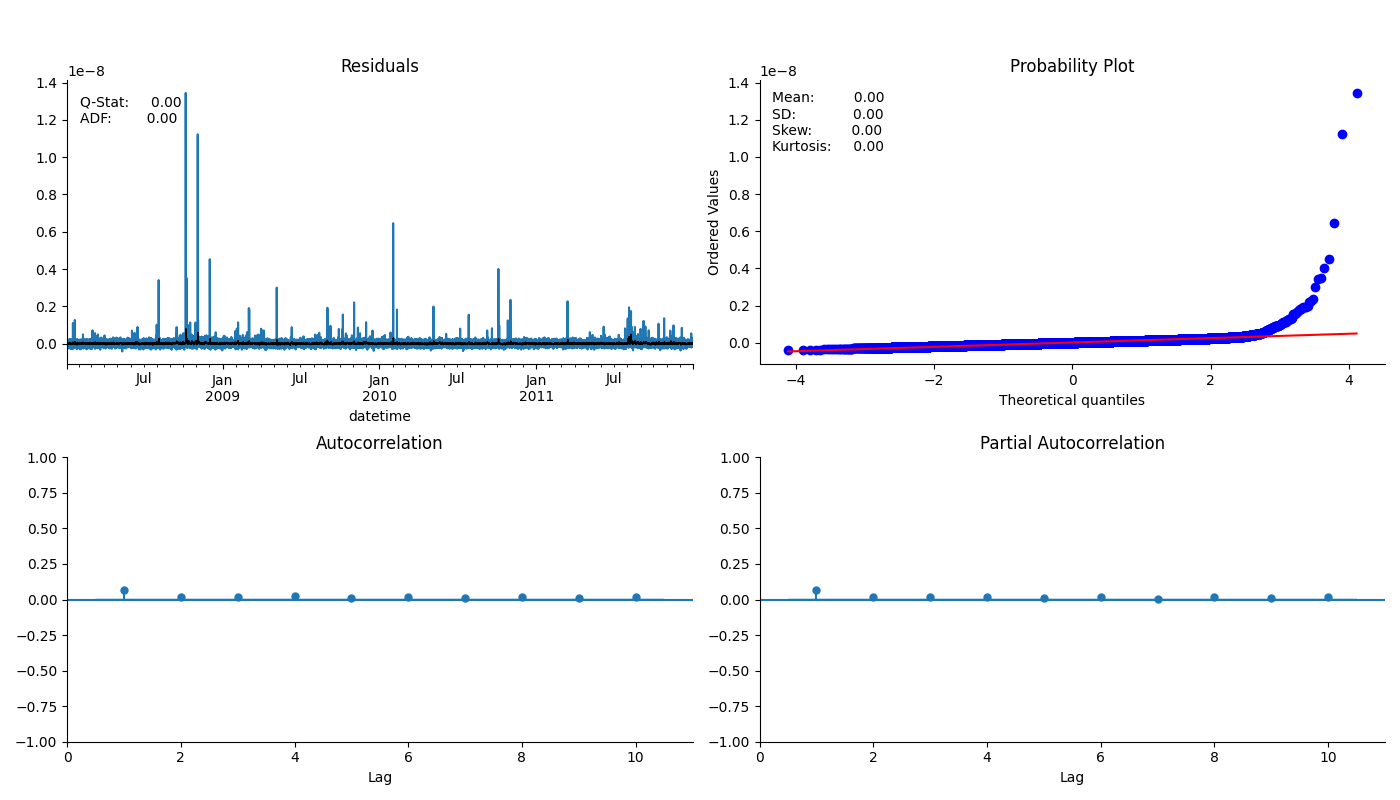 Residuals
1e−8
Q-Stat: 0.00
ADF: 0.00
1.4
1.2
1.0
0.8
0.6
0.4
0.2
0.0
Jul Jan Jul Jan Jul Jan Jul
2009 2010 2011
datetime
Probability Plot
1e−8
Mean: 0.00
SD: 0.00
Skew: 0.00
Kurtosis: 0.00
Ordered Values
1.4
1.2
1.0
0.8
0.6
0.4
0.2
0.0
−4 −2 0 2 4
Theoretical quantiles
Autocorrelation
1.00
0.75
0.50
0.25
0.00
−0.25
−0.50
−0.75
−1.00
0 2 4 6 8 10
Lag
Partial Autocorrelation
1.00
0.75
0.50
0.25
0.00
−0.25
−0.50
−0.75
−1.00
0 2 4 6 8 10
Lag